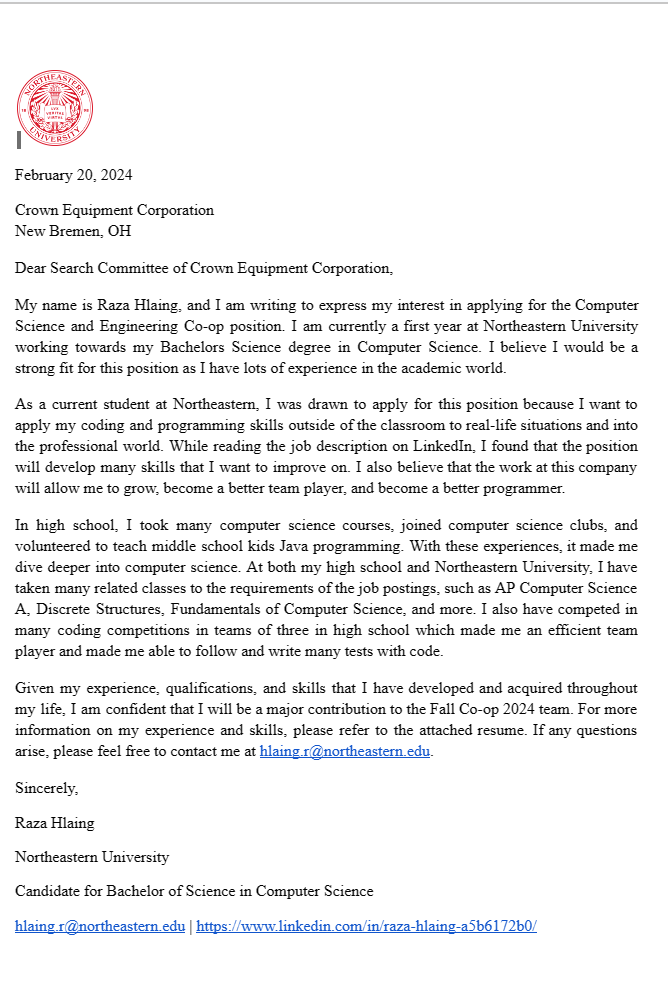 NORTHEASTERN
LVX
VERITAS
VIRTVS
18 98
UNIVERSITY
February 20, 2024
Crown Equipment Corporation
New Bremen, OH
Dear Search Committee of Crown Equipment Corporation,
My name is Raza Hlaing, and I am writing to express my interest in applying for the Computer
Science and Engineering Co-op position. I am currently a first year at Northeastern University
working towards my Bachelors Science degree in Computer Science. I believe I would be a
strong fit for this position as I have lots of experience in the academic world.
As a current student at Northeastern, I was drawn to apply for this position because I want to
apply my coding and programming skills outside of the classroom to real-life situations and into
the professional world. While reading the job description on LinkedIn, I found that the position
will develop many skills that I want to improve on. I also believe that the work at this company
will allow me to grow, become a better team player, and become a better programmer.
In high school, I took many computer science courses, joined computer science clubs, and
volunteered to teach middle school kids Java programming. With these experiences, it made me
dive deeper into computer science. At both my high school and Northeastern University, I have
taken many related classes to the requirements of the job postings, such as AP Computer Science
A, Discrete Structures, Fundamentals of Computer Science, and more. I also have competed in
many coding competitions in teams of three in high school which made me an efficient team
player and made me able to follow and write many tests with code.
Given my experience, qualifications, and skills that I have developed and acquired throughout
my life, I am confident that I will be a major contribution to the Fall Co-op 2024 team. For more
information on my experience and skills, please refer to the attached resume. If any questions
arise, please feel free to contact me at hlaing.r@northeastern.edu.
Sincerely,
Raza Hlaing
Northeastern University
Candidate for Bachelor of Science in Computer Science
hlaing.r@northeastern.edu | https://www.linkedin.com/in/raza-hlaing-a5b6172b0/